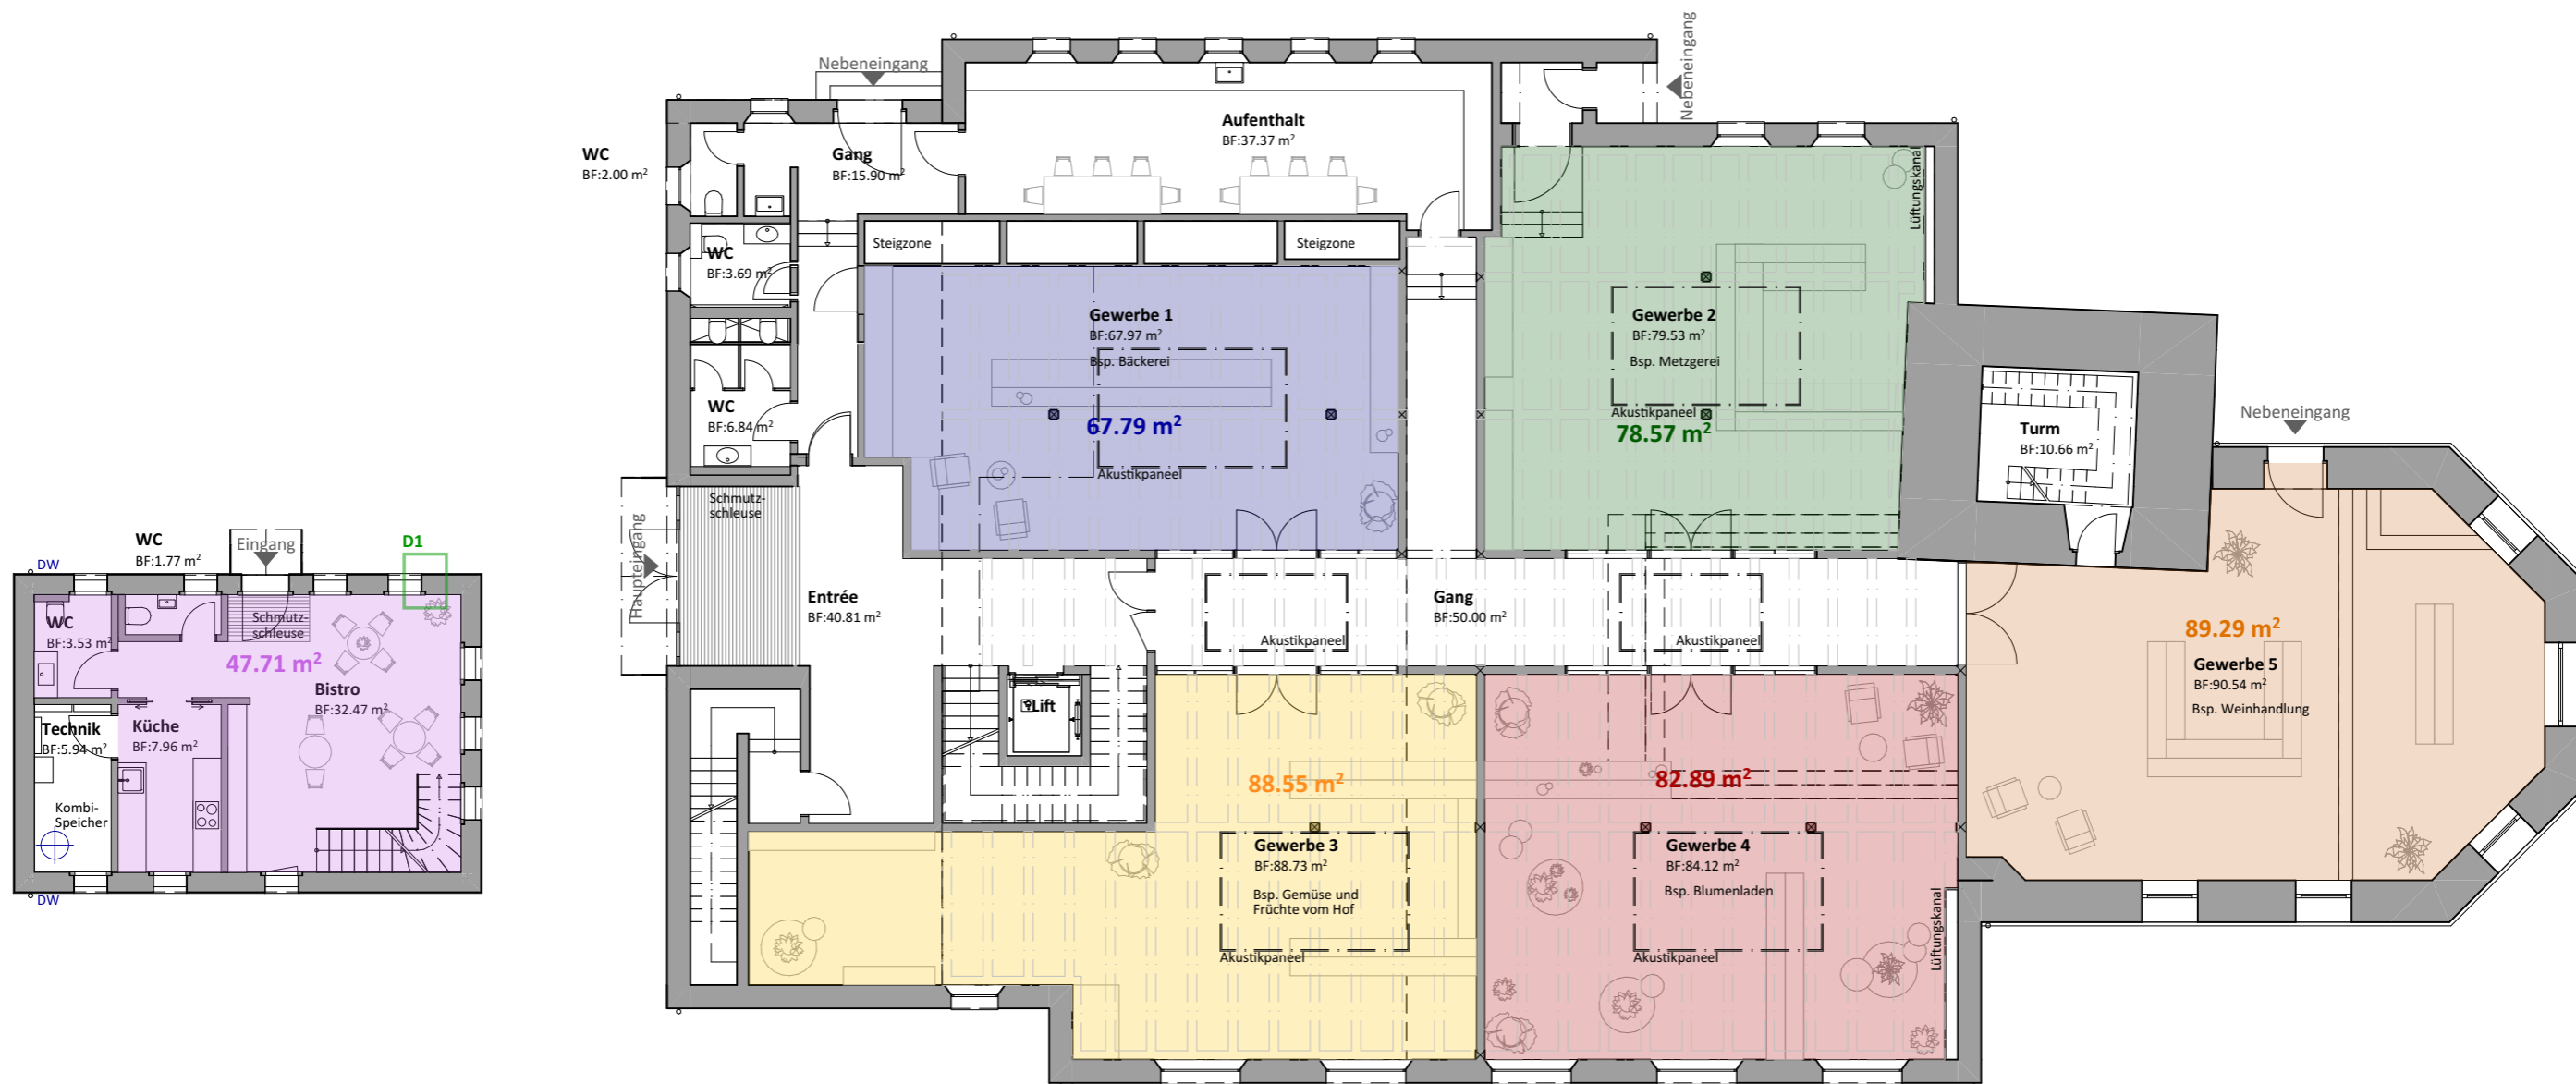 Nebeneingang
Nebeneingang
Aufenthalt
BF:37.37 m²
WC
BF:2.00 m²
Gang
BF:15.90 m²
Lüftungskanal
Steigzone
Steigzone
WC
BF:3.69 m²
Gewerbe 1
BF:67.97 m²
Bsp. Bäckerei
67.79 m²
Akustikpaneel
Gewerbe 2
BF:79.53 m²
Bsp. Metzgerei
Akustikpaneel
78.57 m²
WC
BF:6.84 m²
Turm
BF:10.66 m²
Nebeneingang
Schmutz-
schleuse
Haupteingang
Entrée
BF:40.81 m²
Gang
BF:50.00 m²
Akustikpaneel
Akustikpaneel
89.29 m²
Gewerbe 5
BF:90.54 m²
Bsp. Weinhandlung
Lift
88.55 m²
Gewerbe 3
BF:88.73 m²
Bsp. Gemüse und
Früchte vom Hof
Akustikpaneel
82.89 m²
Gewerbe 4
BF:84.12 m²
Bsp. Blumenladen
Akustikpaneel
Lüftungskanal
WC
BF:1.77 m²
Eingang
D1
DW
WC
BF:3.53 m²
Schmutz-
schleuse
47.71 m²
Bistro
BF:32.47 m²
Technik
BF:5.94 m²
Küche
BF:7.96 m²
Kombi-
Speicher
DW